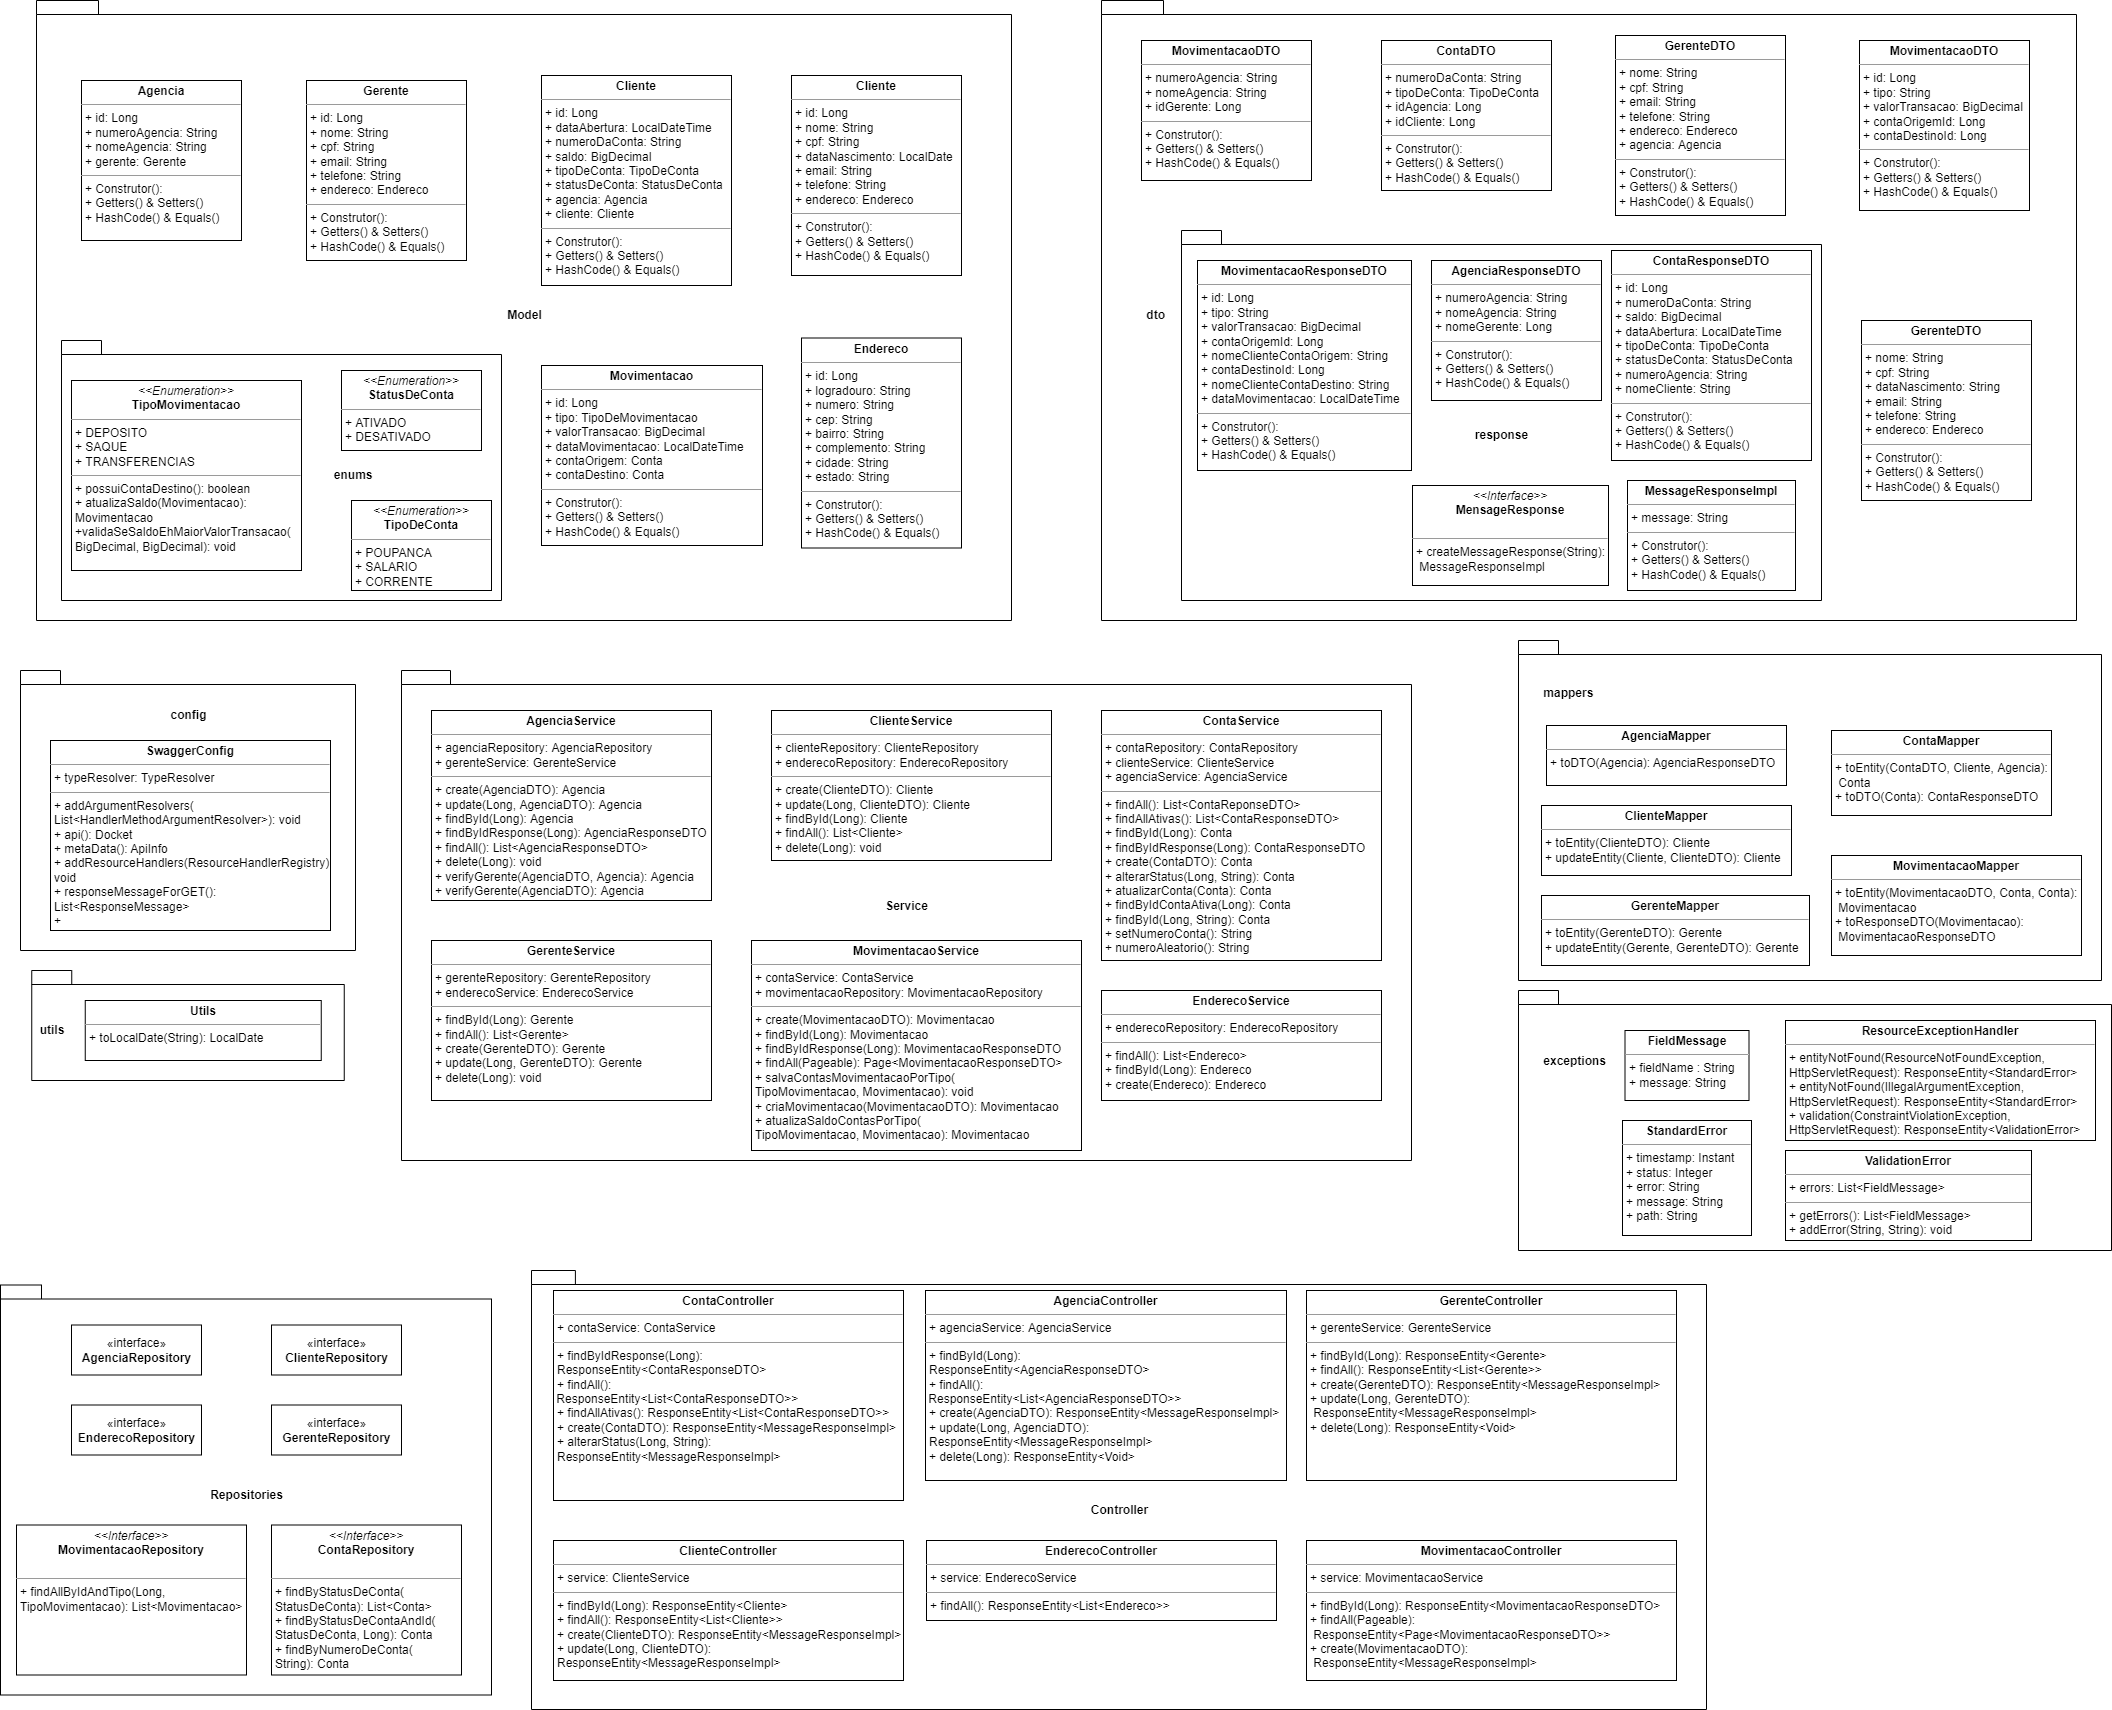 Agencia
+ id: Long
+ numeroAgencia: String
+ nomeAgencia: String
+ gerente: Gerente
+ Construtor():
+ Getters() & Setters()
+ HashCode() & Equals()
Gerente
+ id: Long
+ nome: String
+ cpf: String
+ email: String
+ telefone: String
+ endereco: Endereco
+ Construtor():
+ Getters() & Setters()
+ HashCode() & Equals()
Cliente
+ id: Long
+ dataAbertura: LocalDateTime
+ numeroDaConta: String
+ saldo: BigDecimal
+ tipoDeConta: TipoDeConta
+ statusDeConta: StatusDeConta
+ agencia: Agencia
+ cliente: Cliente
+ Construtor():
+ Getters() & Setters()
+ HashCode() & Equals()
Cliente
+ id: Long
+ nome: String
+ cpf: String
+ dataNascimento: LocalDate
+ email: String
+ telefone: String
+ endereco: Endereco
+ Construtor():
+ Getters() & Setters()
+ HashCode() & Equals()
Model
<<Enumeration>>
TipoMovimentacao
+ DEPOSITO
+ SAQUE
+ TRANSFERENCIAS
+ possuiContaDestino(): boolean
+ atualizaSaldo(Movimentacao):
Movimentacao
+validaSeSaldoEhMaiorValorTransacao(
BigDecimal, BigDecimal): void
<<Enumeration>>
StatusDeConta
+ ATIVADO
+ DESATIVADO
enums
<<Enumeration>>
TipoDeConta
+ POUPANCA
+ SALARIO
+ CORRENTE
Movimentacao
+ id: Long
+ tipo: TipoDeMovimentacao
+ valorTransacao: BigDecimal
+ dataMovimentacao: LocalDateTime
+ contaOrigem: Conta
+ contaDestino: Conta
+ Construtor():
+ Getters() & Setters()
+ HashCode() & Equals()
Endereco
+ id: Long
+ logradouro: String
+ numero: String
+ cep: String
+ bairro: String
+ complemento: String
+ cidade: String
+ estado: String
+ Construtor():
+ Getters() & Setters()
+ HashCode() & Equals()
MovimentacaoDTO
+ numeroAgencia: String
+ nomeAgencia: String
+ idGerente: Long
+ Construtor():
+ Getters() & Setters()
+ HashCode() & Equals()
ContaDTO
+ numeroDaConta: String
+ tipoDeConta: TipoDeConta
+ idAgencia: Long
+ idCliente: Long
+ Construtor():
+ Getters() & Setters()
+ HashCode() & Equals()
GerenteDTO
+ nome: String
+ cpf: String
+ email: String
+ telefone: String
+ endereco: Endereco
+ agencia: Agencia
+ Construtor():
+ Getters() & Setters()
+ HashCode() & Equals()
MovimentacaoDTO
+ id: Long
+ tipo: String
+ valorTransacao: BigDecimal
+ contaOrigemId: Long
+ contaDestinoId: Long
+ Construtor():
+ Getters() & Setters()
+ HashCode() & Equals()
dto
MovimentacaoResponseDTO
+ id: Long
+ tipo: String
+ valorTransacao: BigDecimal
+ contaOrigemId: Long
+ nomeClienteContaOrigem: String
+ contaDestinoId: Long
+ nomeClienteContaDestino: String
+ dataMovimentacao: LocalDateTime
+ Construtor():
+ Getters() & Setters()
+ HashCode() & Equals()
AgenciaResponseDTO
+ numeroAgencia: String
+ nomeAgencia: String
+ nomeGerente: Long
+ Construtor():
+ Getters() & Setters()
+ HashCode() & Equals()
response
ContaResponseDTO
+ id: Long
+ numeroDaConta: String
+ saldo: BigDecimal
+ dataAbertura: LocalDateTime
+ tipoDeConta: TipoDeConta
+ statusDeConta: StatusDeConta
+ numeroAgencia: String
+ nomeCliente: String
+ Construtor():
+ Getters() & Setters()
+ HashCode() & Equals()
<<Interface>>
MensageResponse
+ createMessageResponse(String):
MessageResponseImpl
MessageResponseImpl
+ message: String
+ Construtor():
+ Getters() & Setters()
+ HashCode() & Equals()
GerenteDTO
+ nome: String
+ cpf: String
+ dataNascimento: String
+ email: String
+ telefone: String
+ endereco: Endereco
+ Construtor():
+ Getters() & Setters()
+ HashCode() & Equals()
config
SwaggerConfig
+ typeResolver: TypeResolver
+ addArgumentResolvers(
List<HandlerMethodArgumentResolver>): void
+ api(): Docket
+ metaData(): ApiInfo
+ addResourceHandlers(ResourceHandlerRegistry)
void
+ responseMessageForGET():
List<ResponseMessage>
+
utils
Utils
+ toLocalDate(String): LocalDate
AgenciaService
+ agenciaRepository: AgenciaRepository
+ gerenteService: GerenteService
+ create(AgenciaDTO): Agencia
+ update(Long, AgenciaDTO): Agencia
+ findById(Long): Agencia
+ findByIdResponse(Long): AgenciaResponseDTO
+ findAll(): List<AgenciaResponseDTO>
+ delete(Long): void
+ verifyGerente(AgenciaDTO, Agencia): Agencia
+ verifyGerente(AgenciaDTO): Agencia
ClienteService
+ clienteRepository: ClienteRepository
+ enderecoRepository: EnderecoRepository
+ create(ClienteDTO): Cliente
+ update(Long, ClienteDTO): Cliente
+ findById(Long): Cliente
+ findAll(): List<Cliente>
+ delete(Long): void
Service
ContaService
+ contaRepository: ContaRepository
+ clienteService: ClienteService
+ agenciaService: AgenciaService
+ findAll(): List<ContaReponseDTO>
+ findAllAtivas(): List<ContaResponseDTO>
+ findById(Long): Conta
+ findByIdResponse(Long): ContaResponseDTO
+ create(ContaDTO): Conta
+ alterarStatus(Long, String): Conta
+ atualizarConta(Conta): Conta
+ findByIdContaAtiva(Long): Conta
+ findById(Long, String): Conta
+ setNumeroConta(): String
+ numeroAleatorio(): String
GerenteService
+ gerenteRepository: GerenteRepository
+ enderecoService: EnderecoService
+ findById(Long): Gerente
+ findAll(): List<Gerente>
+ create(GerenteDTO): Gerente
+ update(Long, GerenteDTO): Gerente
+ delete(Long): void
MovimentacaoService
+ contaService: ContaService
+ movimentacaoRepository: MovimentacaoRepository
+ create(MovimentacaoDTO): Movimentacao
+ findById(Long): Movimentacao
+ findByIdResponse(Long): MovimentacaoResponseDTO
+ findAll(Pageable): Page<MovimentacaoResponseDTO>
+ salvaContasMovimentacaoPorTipo(
TipoMovimentacao, Movimentacao): void
+ criaMovimentacao(MovimentacaoDTO): Movimentacao
+ atualizaSaldoContasPorTipo(
TipoMovimentacao, Movimentacao): Movimentacao
EnderecoService
+ enderecoRepository: EnderecoRepository
+ findAll(): List<Endereco>
+ findById(Long): Endereco
+ create(Endereco): Endereco
mappers
AgenciaMapper
+ toDTO(Agencia): AgenciaResponseDTO
ContaMapper
+ toEntity(ContaDTO, Cliente, Agencia):
Conta
+ toDTO(Conta): ContaResponseDTO
ClienteMapper
+ toEntity(ClienteDTO): Cliente
+ updateEntity(Cliente, ClienteDTO): Cliente
MovimentacaoMapper
+ toEntity(MovimentacaoDTO, Conta, Conta):
Movimentacao
+ toResponseDTO(Movimentacao):
MovimentacaoResponseDTO
GerenteMapper
+ toEntity(GerenteDTO): Gerente
+ updateEntity(Gerente, GerenteDTO): Gerente
exceptions
FieldMessage
+ fieldName : String
+ message: String
ResourceExceptionHandler
+ entityNotFound(ResourceNotFoundException,
HttpServletRequest): ResponseEntity<StandardError>
+ entityNotFound(IllegalArgumentException,
HttpServletRequest): ResponseEntity<StandardError>
+ validation(ConstraintViolationException,
HttpServletRequest): ResponseEntity<ValidationError>
StandardError
+ timestamp: Instant
+ status: Integer
+ error: String
+ message: String
+ path: String
ValidationError
+ errors: List<FieldMessage>
+ getErrors(): List<FieldMessage>
+ addError(String, String): void
«interface»
AgenciaRepository
«interface»
ClienteRepository
«interface»
EnderecoRepository
«interface»
GerenteRepository
Repositories
<<Interface>>
MovimentacaoRepository
+ findAllByIdAndTipo(Long,
TipoMovimentacao): List<Movimentacao>
<<Interface>>
ContaRepository
+ findByStatusDeConta(
StatusDeConta): List<Conta>
+ findByStatusDeContaAndId(
StatusDeConta, Long): Conta
+ findByNumeroDeConta(
String): Conta
ContaController
+ contaService: ContaService
+ findByIdResponse(Long):
ResponseEntity<ContaResponseDTO>
+ findAll():
ResponseEntity<List<ContaResponseDTO>>
+ findAllAtivas(): ResponseEntity<List<ContaResponseDTO>>
+ create(ContaDTO): ResponseEntity<MessageResponseImpl>
+ alterarStatus(Long, String):
ResponseEntity<MessageResponseImpl>
AgenciaController
+ agenciaService: AgenciaService
+ findById(Long):
ResponseEntity<AgenciaResponseDTO>
+ findAll():
ResponseEntity<List<AgenciaResponseDTO>>
+ create(AgenciaDTO): ResponseEntity<MessageResponseImpl>
+ update(Long, AgenciaDTO):
ResponseEntity<MessageResponseImpl>
+ delete(Long): ResponseEntity<Void>
GerenteController
+ gerenteService: GerenteService
+ findById(Long): ResponseEntity<Gerente>
+ findAll(): ResponseEntity<List<Gerente>>
+ create(GerenteDTO): ResponseEntity<MessageResponseImpl>
+ update(Long, GerenteDTO):
ResponseEntity<MessageResponseImpl>
+ delete(Long): ResponseEntity<Void>
Controller
ClienteController
+ service: ClienteService
+ findById(Long): ResponseEntity<Cliente>
+ findAll(): ResponseEntity<List<Cliente>>
+ create(ClienteDTO): ResponseEntity<MessageResponseImpl>
+ update(Long, ClienteDTO):
ResponseEntity<MessageResponseImpl>
EnderecoController
+ service: EnderecoService
+ findAll(): ResponseEntity<List<Endereco>>
MovimentacaoController
+ service: MovimentacaoService
+ findById(Long): ResponseEntity<MovimentacaoResponseDTO>
+ findAll(Pageable):
ResponseEntity<Page<MovimentacaoResponseDTO>>
+ create(MovimentacaoDTO):
ResponseEntity<MessageResponseImpl>